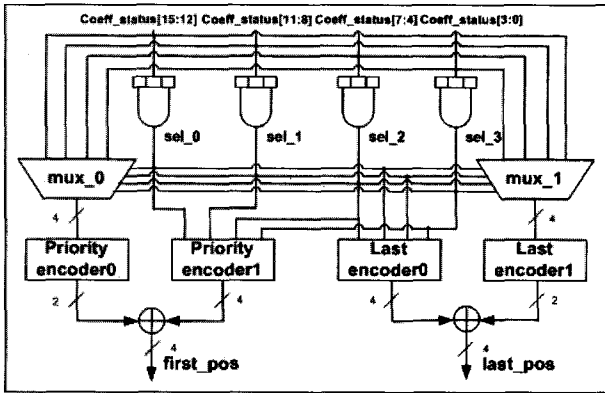 Coeff_status[15:12] Coeff_status[11:8] Coeff_status[7:4] Coeff_status[3:0]
sel_0 sel_1 sel_2 sel_3
mux_0 mux_1
4 4
Priority encoder0
Priority encoder1
Last encoder0
Last encoder1
2 4 4 2
4 4
first_pos last_pos